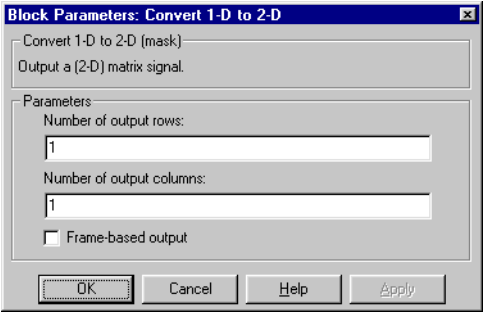 Block Parameters: Convert 1-D to 2-D
Convert 1-D to 2-D (mask)
Output a (2-D) matrix signal.
Parameters
Number of output rows:
1
Number of output columns:
1
Frame-based output
OK Cancel Help Apply